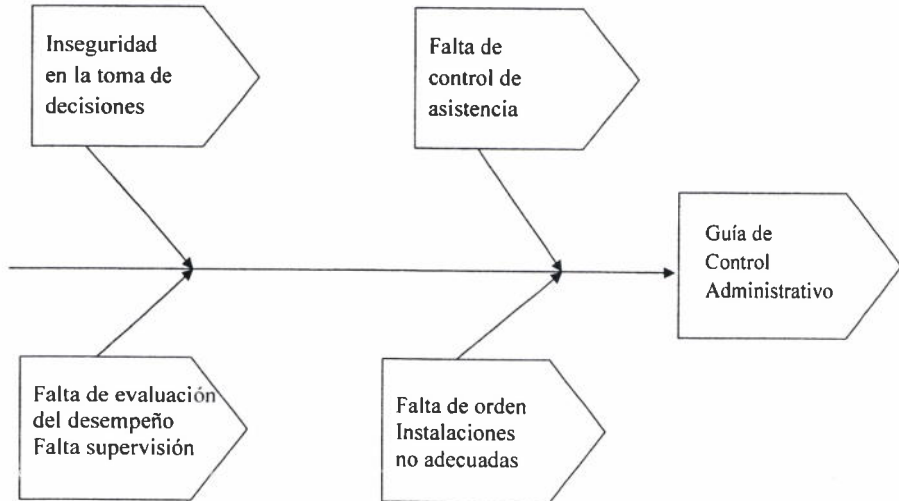 Inseguridad
en la toma de
decisiones
Falta de
control de
asistencia
Guía de
Control
Administrativo
Falta de evaluación
del desempeño
Falta supervisión
Falta de orden
Instalaciones
no adecuadas